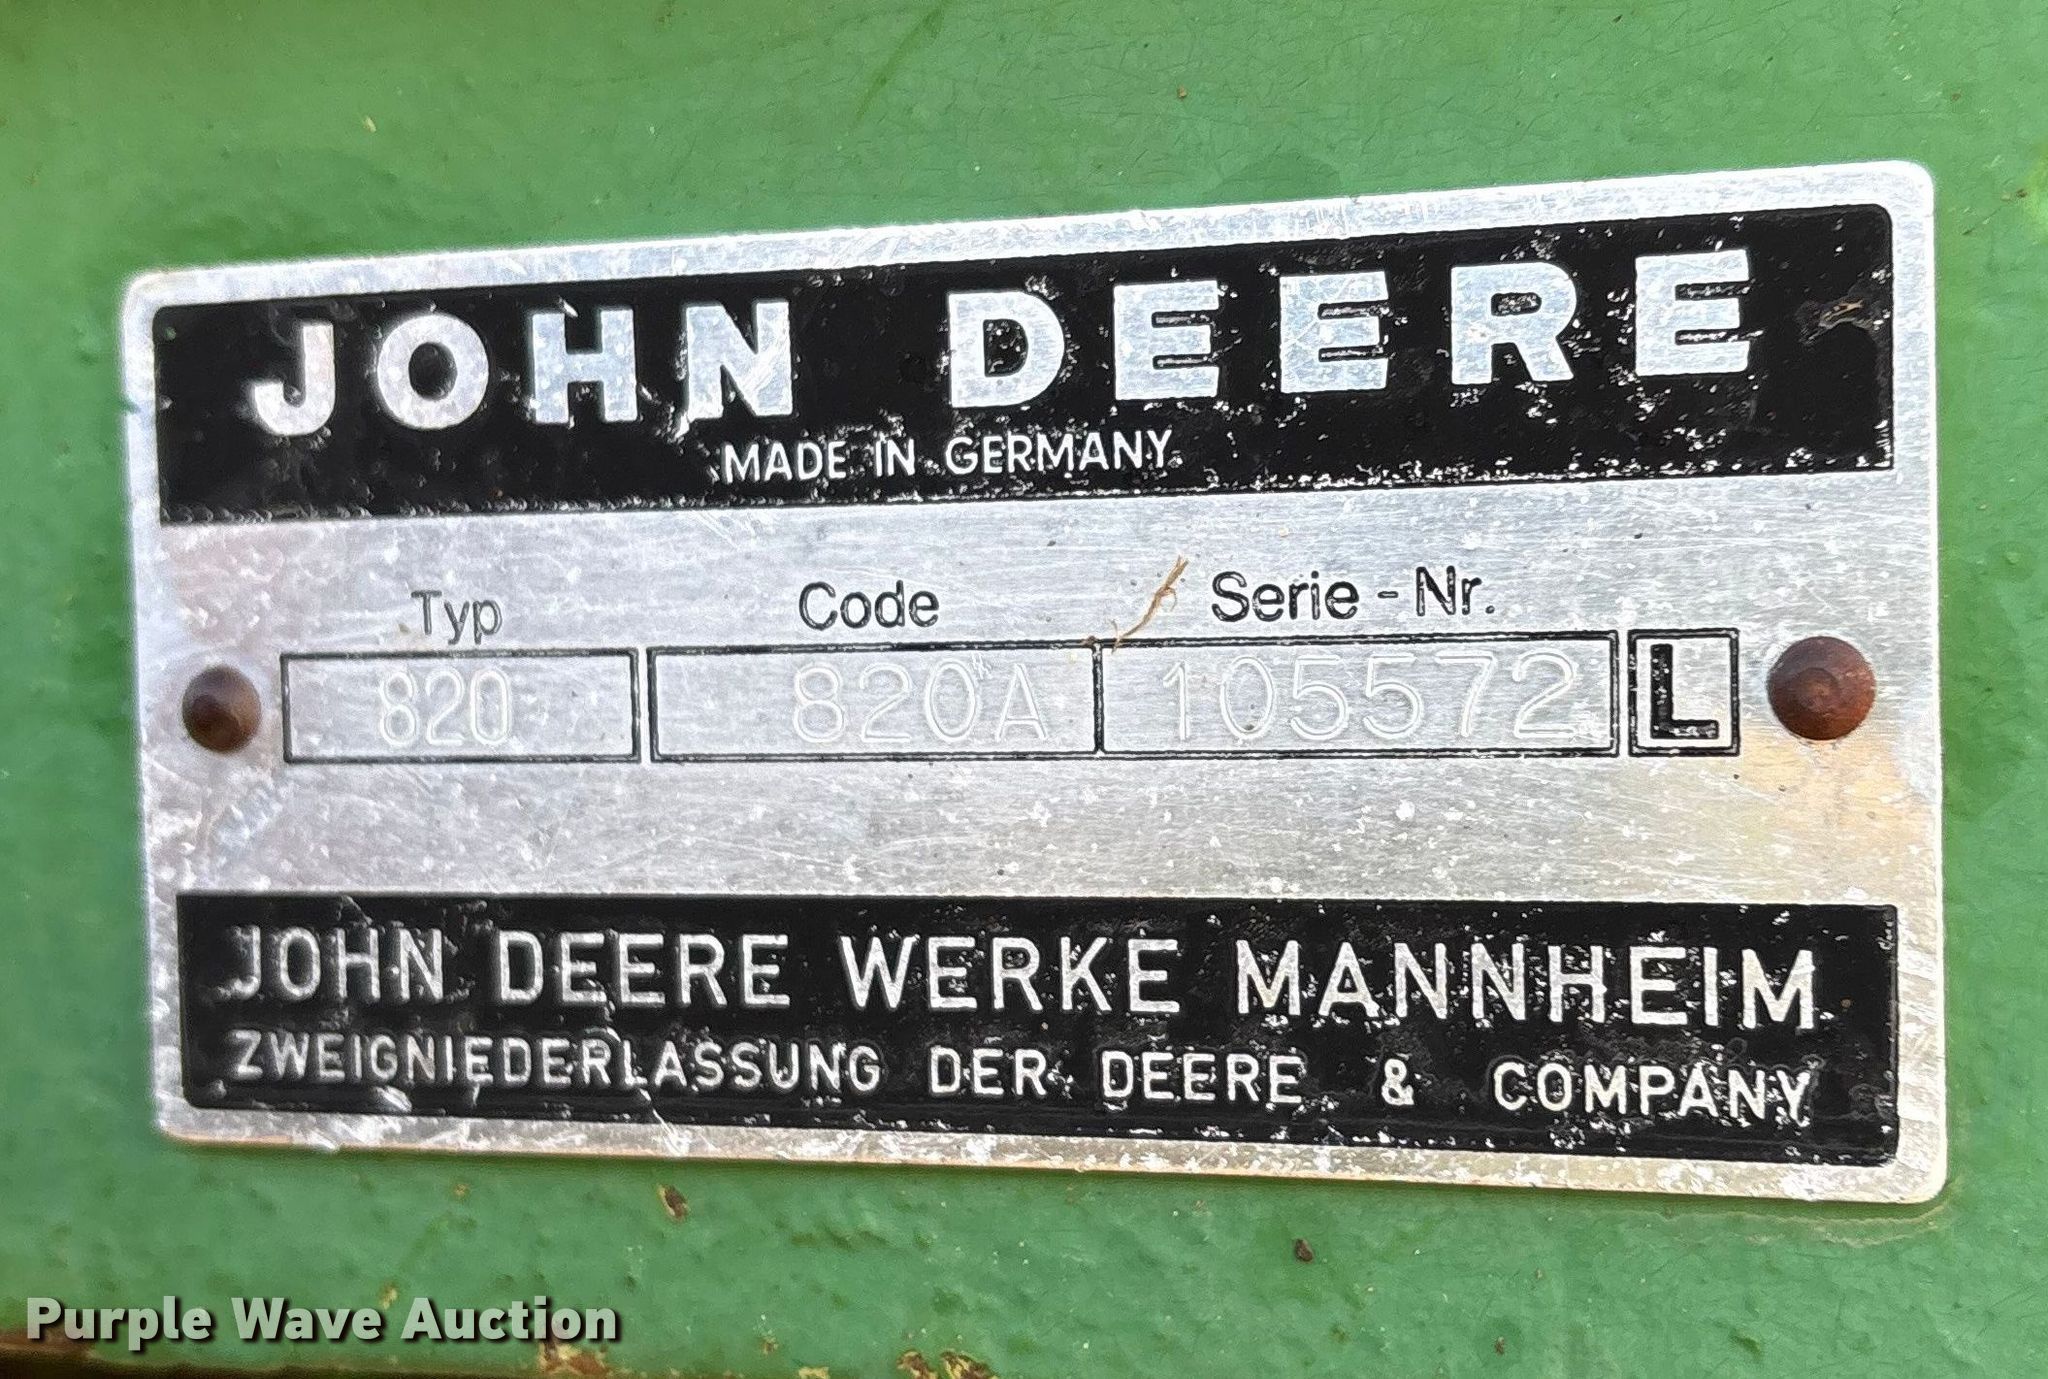 JOHN DEERE
MADE IN GERMANY
Typ Code Serie-Nr.
820 820A 105572 L
JOHN DEERE WERKE MANNHEIM
ZWEIGNIEDERLASSUNG DER DEERE & COMPANY
Purple Wave Auction